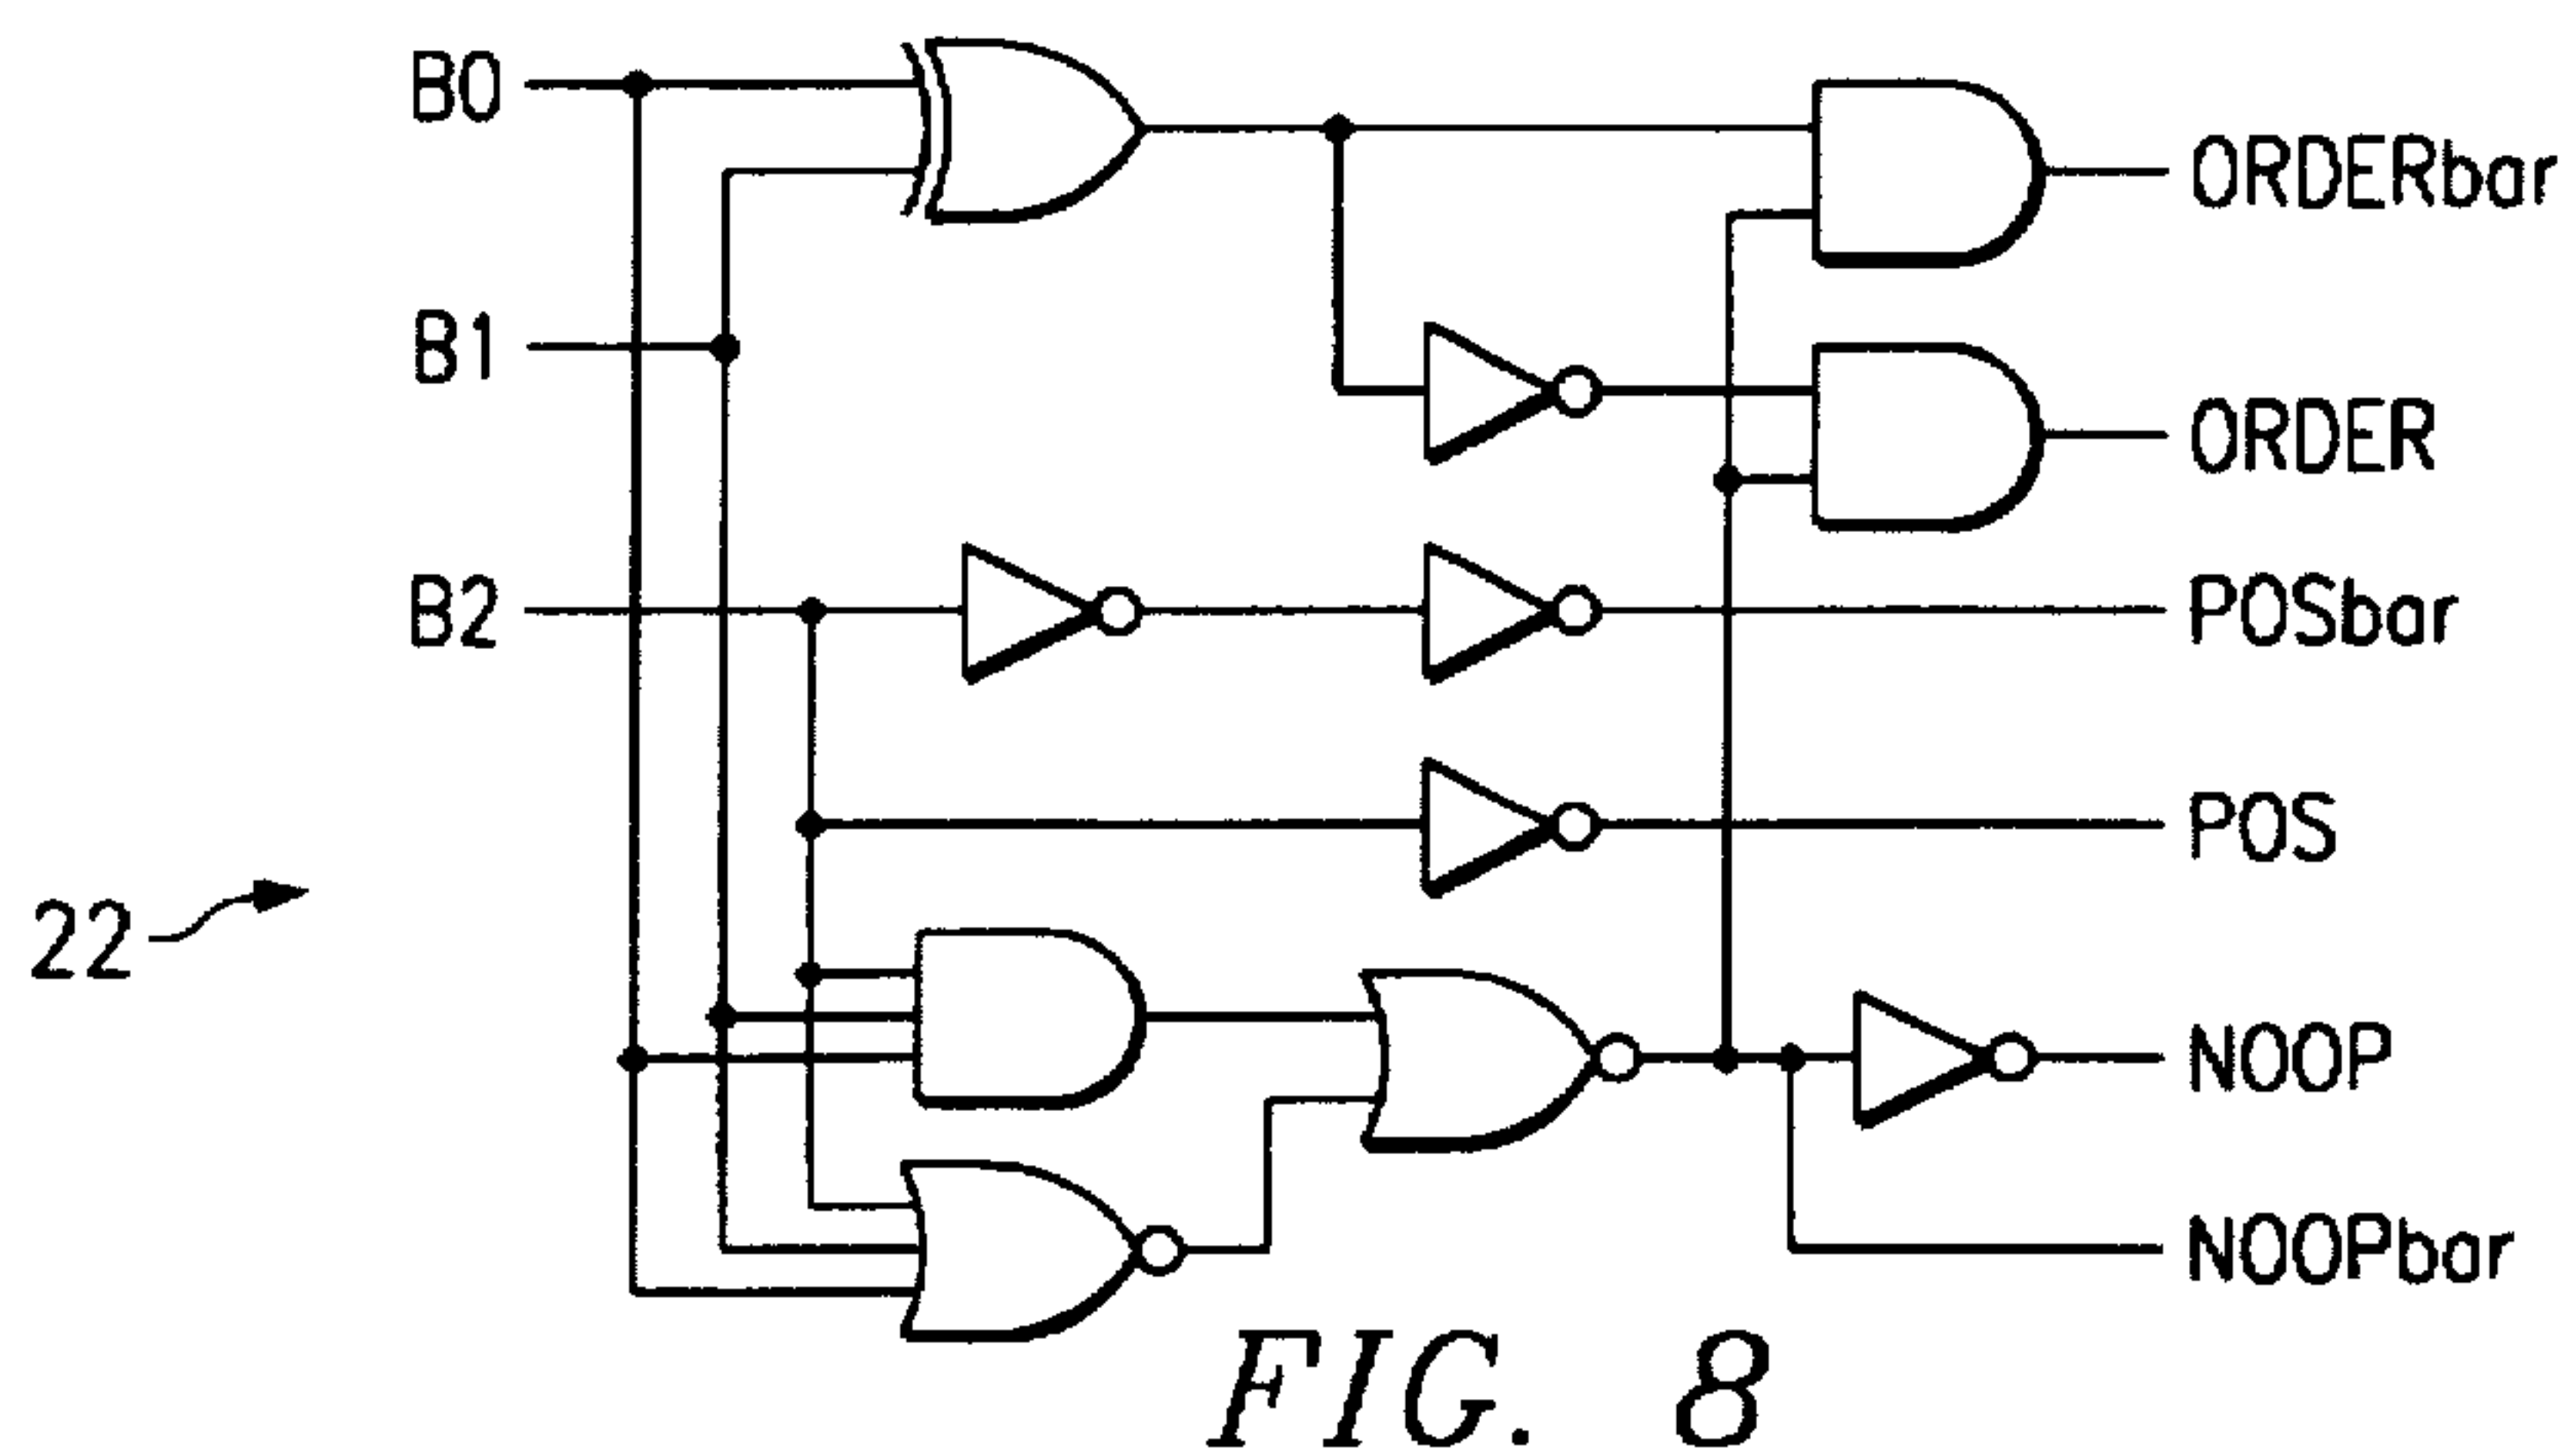 B0
ORDERbar
B1
ORDER
B2
POSbar
POS
22
NOOP
NOOPbar
FIG. 8